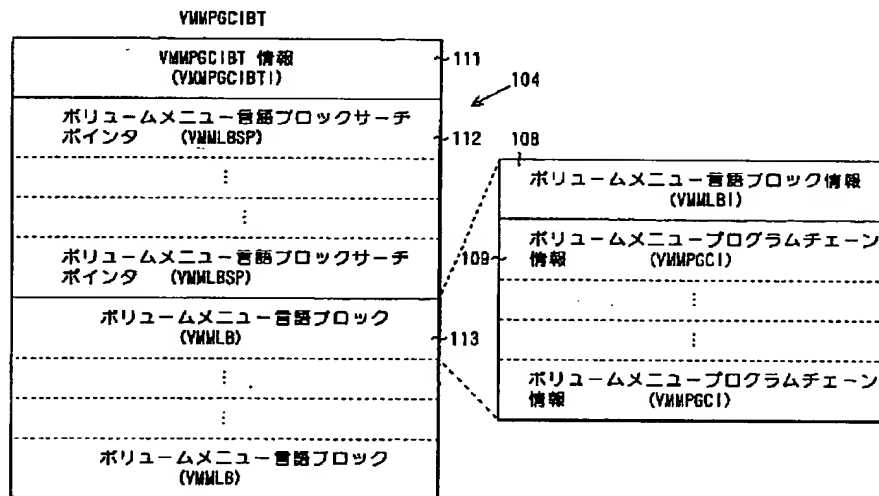 VMMPGCIBT
VMMPGCIBT 情報
(VMMPGCIBTI)
111
104
ボリュームメニュー言語ブロックサーチ
ポインタ (VMMLBSP)
112
⋮
⋮
ボリュームメニュー言語ブロックサーチ
ポインタ (VMMLBSP)
ボリュームメニュー言語ブロック
(VMMLB)
113
⋮
⋮
ボリュームメニュー言語ブロック
(VMMLB)
108
ボリュームメニュー言語ブロック情報
(VMMLBI)
109
ボリュームメニュープログラムチェーン
情報 (VMMPGCI)
⋮
⋮
ボリュームメニュープログラムチェーン
情報 (VMMPGCI)